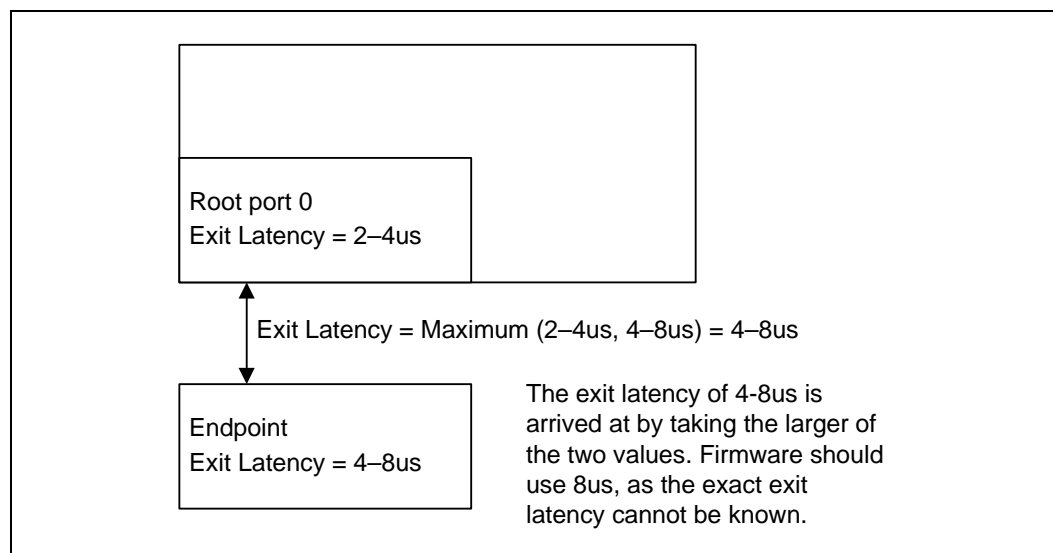 Root port 0
Exit Latency = 2–4us
Exit Latency = Maximum (2–4us, 4–8us) = 4–8us
Endpoint
Exit Latency = 4–8us
The exit latency of 4-8us is
arrived at by taking the larger of
the two values. Firmware should
use 8us, as the exact exit
latency cannot be known.